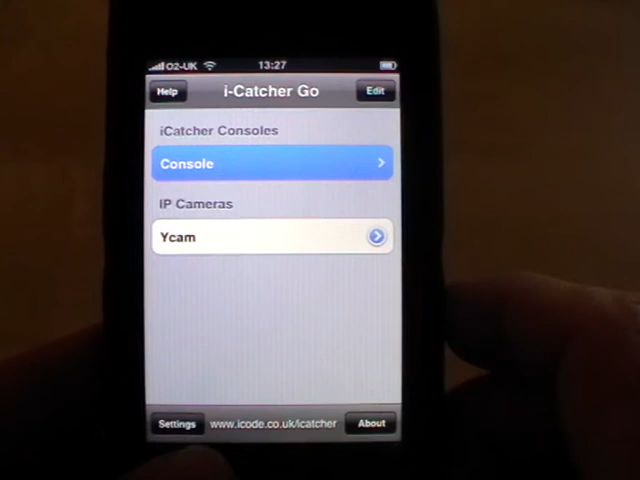 O2-UK 13:27
Help i-Catcher Go Edit
iCatcher Consoles
Console
IP Cameras
Ycam
Settings www.icode.co.uk/icatcher About